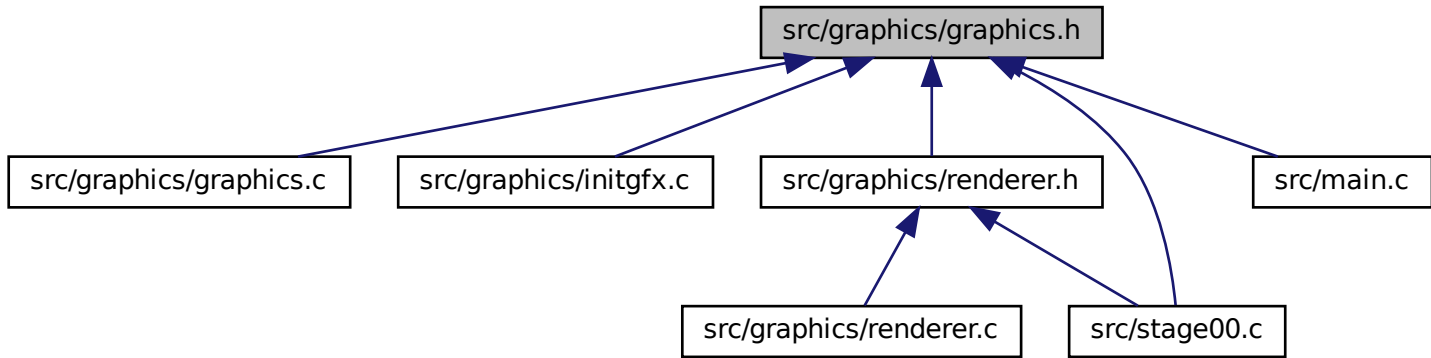 src/graphics/graphics.h
src/graphics/graphics.c
src/graphics/initgfx.c
src/graphics/renderer.h
src/main.c
src/graphics/renderer.c
src/stage00.c